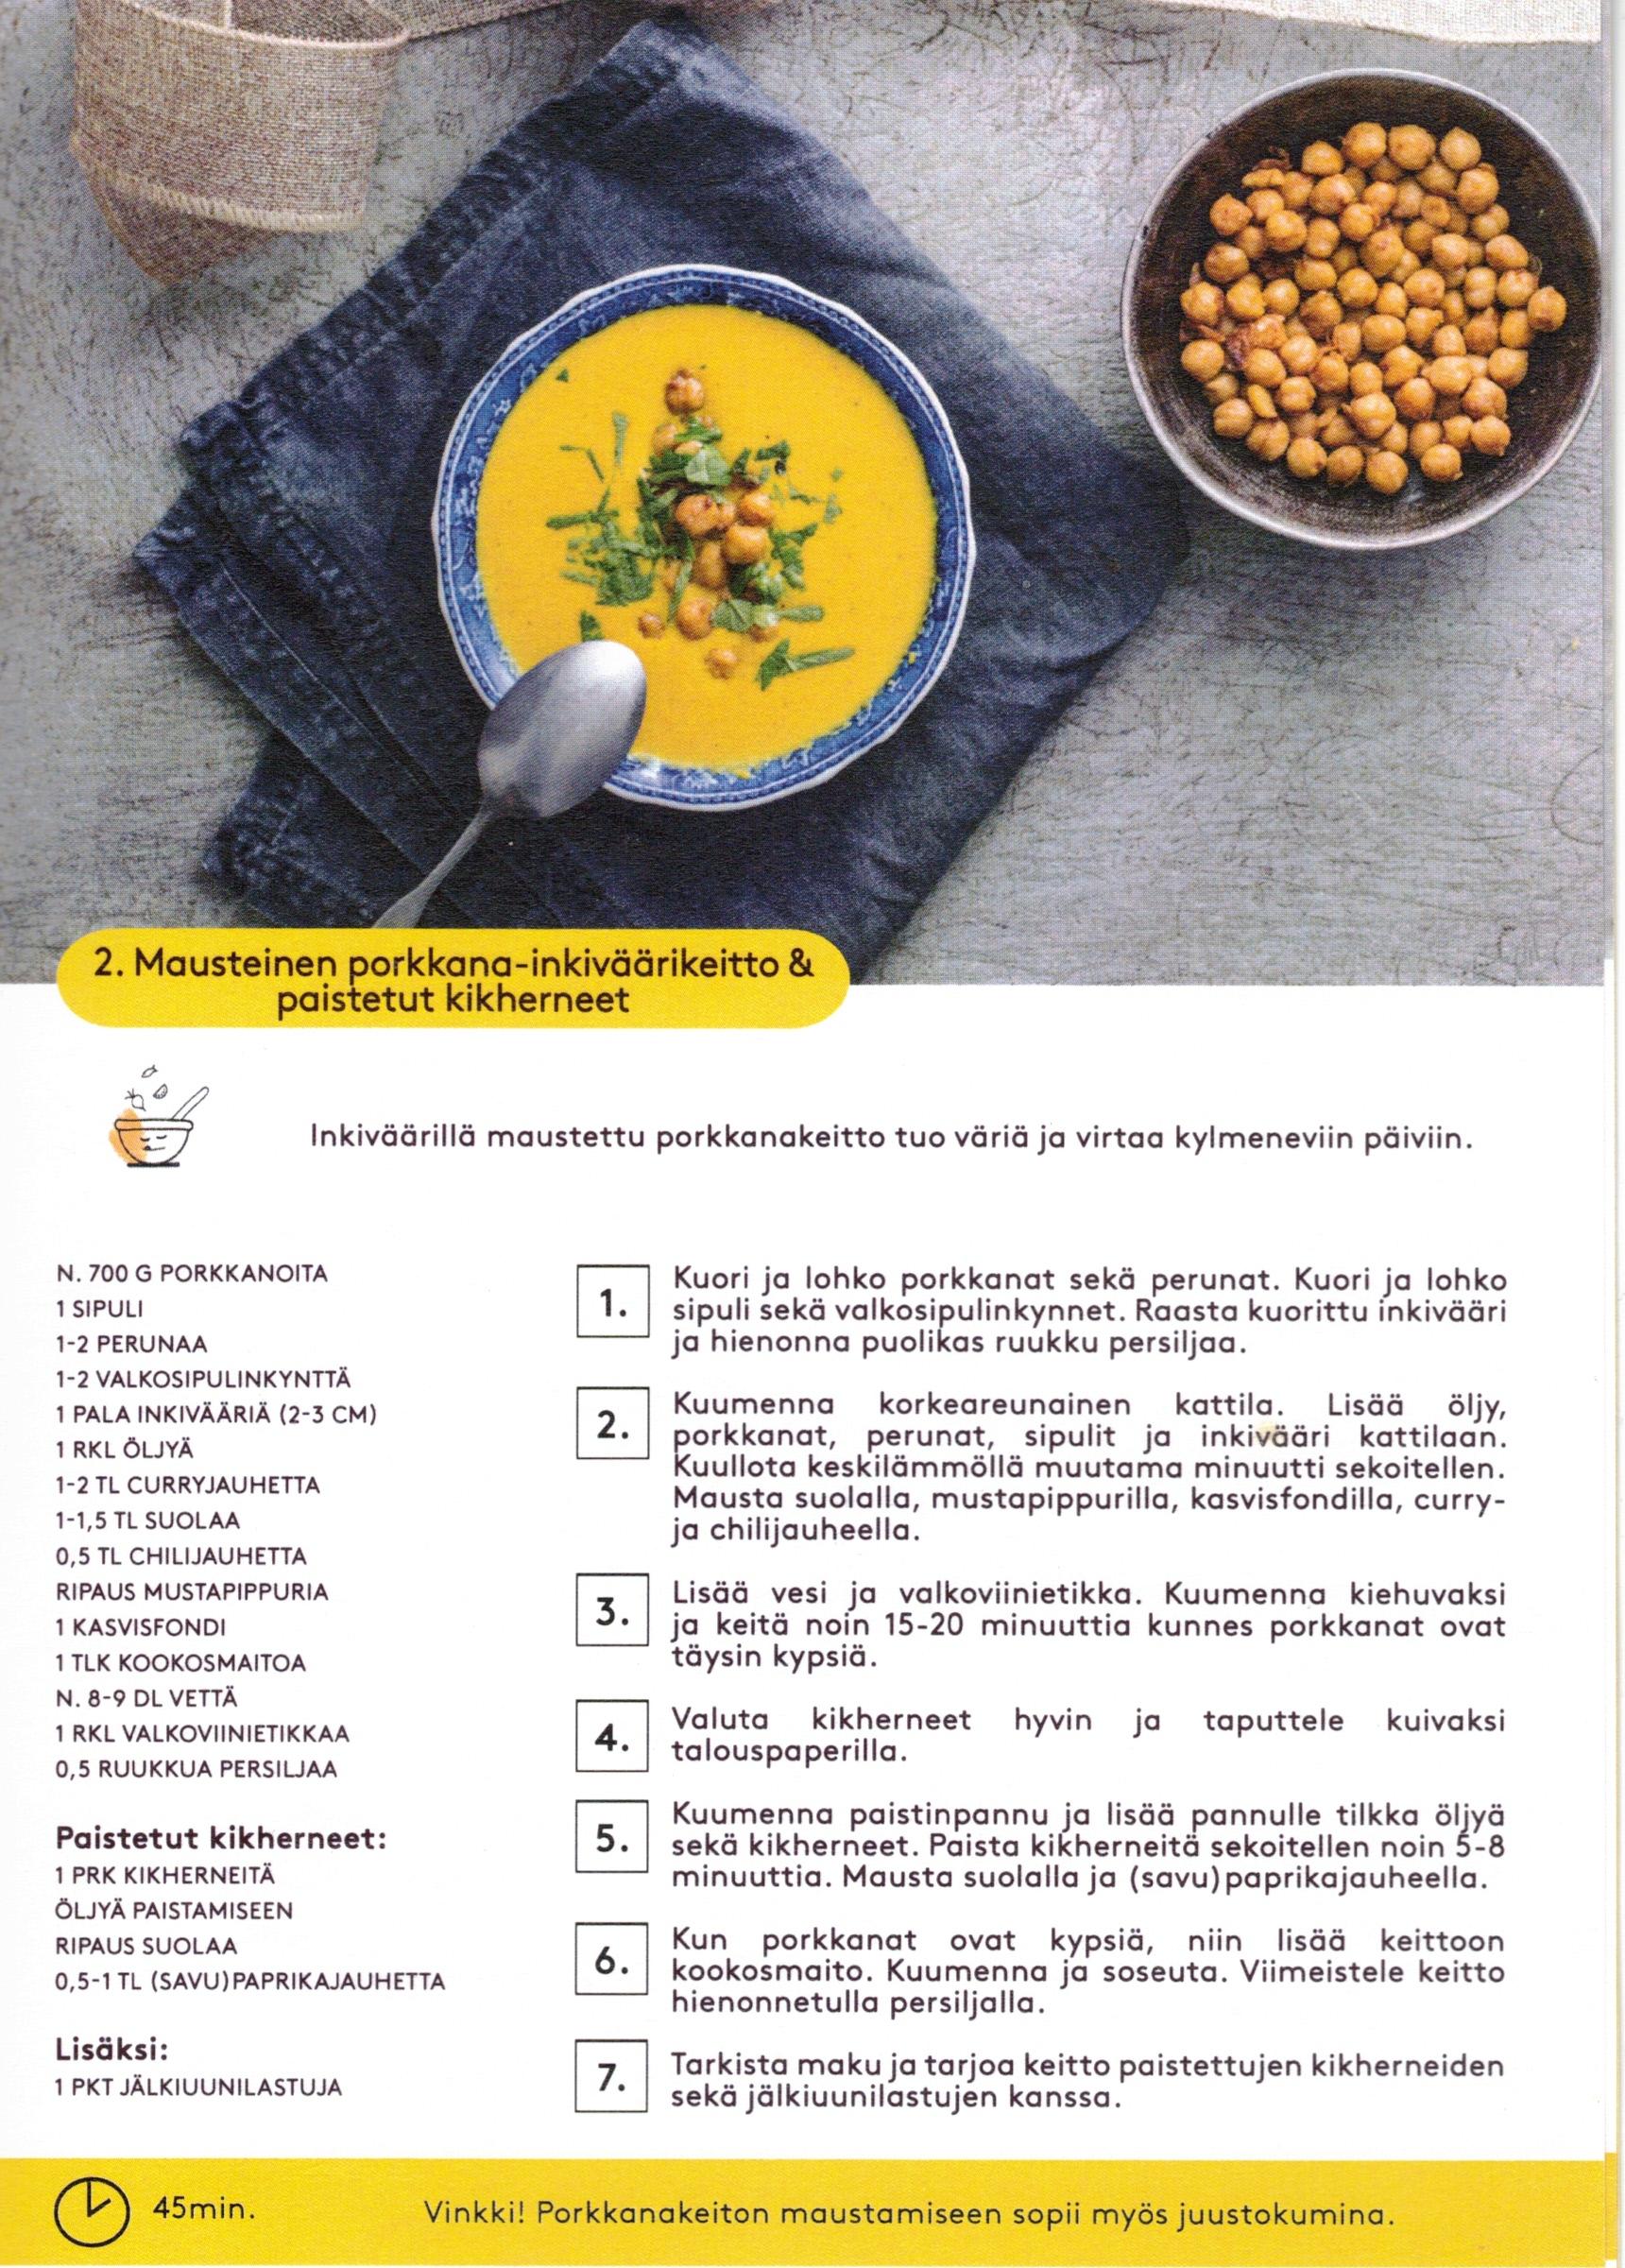 2. Mausteinen porkkana-inkiväärikeitto &
paistetut kikherneet
Inkiväärillä maustettu porkkanakeitto tuo väriä ja virtaa kylmeneviin päiviin.
N. 700 G PORKKANOITA
1 SIPULI
1-2 PERUNAA
1-2 VALKOSIPULINKYNTTÄ
1 PALA INKIVÄÄRIÄ (2-3 CM)
1 RKL ÖLJYÄ
1-2 TL CURRYJAUHETTA
1-1,5 TL SUOLAA
0,5 TL CHILIJAUHETTA
RIPAUS MUSTAPIPPURIA
1 KASVISFONDI
1 TLK KOOKOSMAITOA
N. 8-9 DL VETTÄ
1 RKL VALKOVIINIETIKKAA
0,5 RUUKKUA PERSILJAA
Paistetut kikherneet:
1 PRK KIKHERNEITÄ
ÖLJYÄ PAISTAMISEEN
RIPAUS SUOLAA
0,5-1 TL (SAVU)PAPRIKAJAUHETTA
Lisäksi:
1 PKT JÄLKIUUNILASTUJA
1. Kuori ja lohko porkkanat sekä perunat. Kuori ja lohko
sipuli sekä valkosipulinkynnet. Raasta kuorittu inkivääri
ja hienonna puolikas ruukku persiljaa.
2. Kuumenna korkeareunainen kattila. Lisää öljy,
porkkanat, perunat, sipulit ja inkivääri kattilaan.
Kuullota keskilämmöllä muutama minuutti sekoitellen.
Mausta suolalla, mustapippurilla, kasvisfondilla, curry-
ja chilijauheella.
3. Lisää vesi ja valkoviinietikka. Kuumenna kiehuvaksi
ja keitä noin 15-20 minuuttia kunnes porkkanat ovat
täysin kypsiä.
4. Valuta kikherneet hyvin ja taputtele kuivaksi
talouspaperilla.
5. Kuumenna paistinpannu ja lisää pannulle tilkka öljyä
sekä kikherneet. Paista kikherneitä sekoitellen noin 5-8
minuuttia. Mausta suolalla ja (savu)paprikajauheella.
6. Kun porkkanat ovat kypsiä, niin lisää keittoon
kookosmaito. Kuumenna ja soseuta. Viimeistele keitto
hienonnetulla persiljalla.
7. Tarkista maku ja tarjoa keitto paistettujen kikherneiden
sekä jälkiuunilastujen kanssa.
45min.
Vinkki! Porkkanakeiton maustamiseen sopii myös juustokumina.